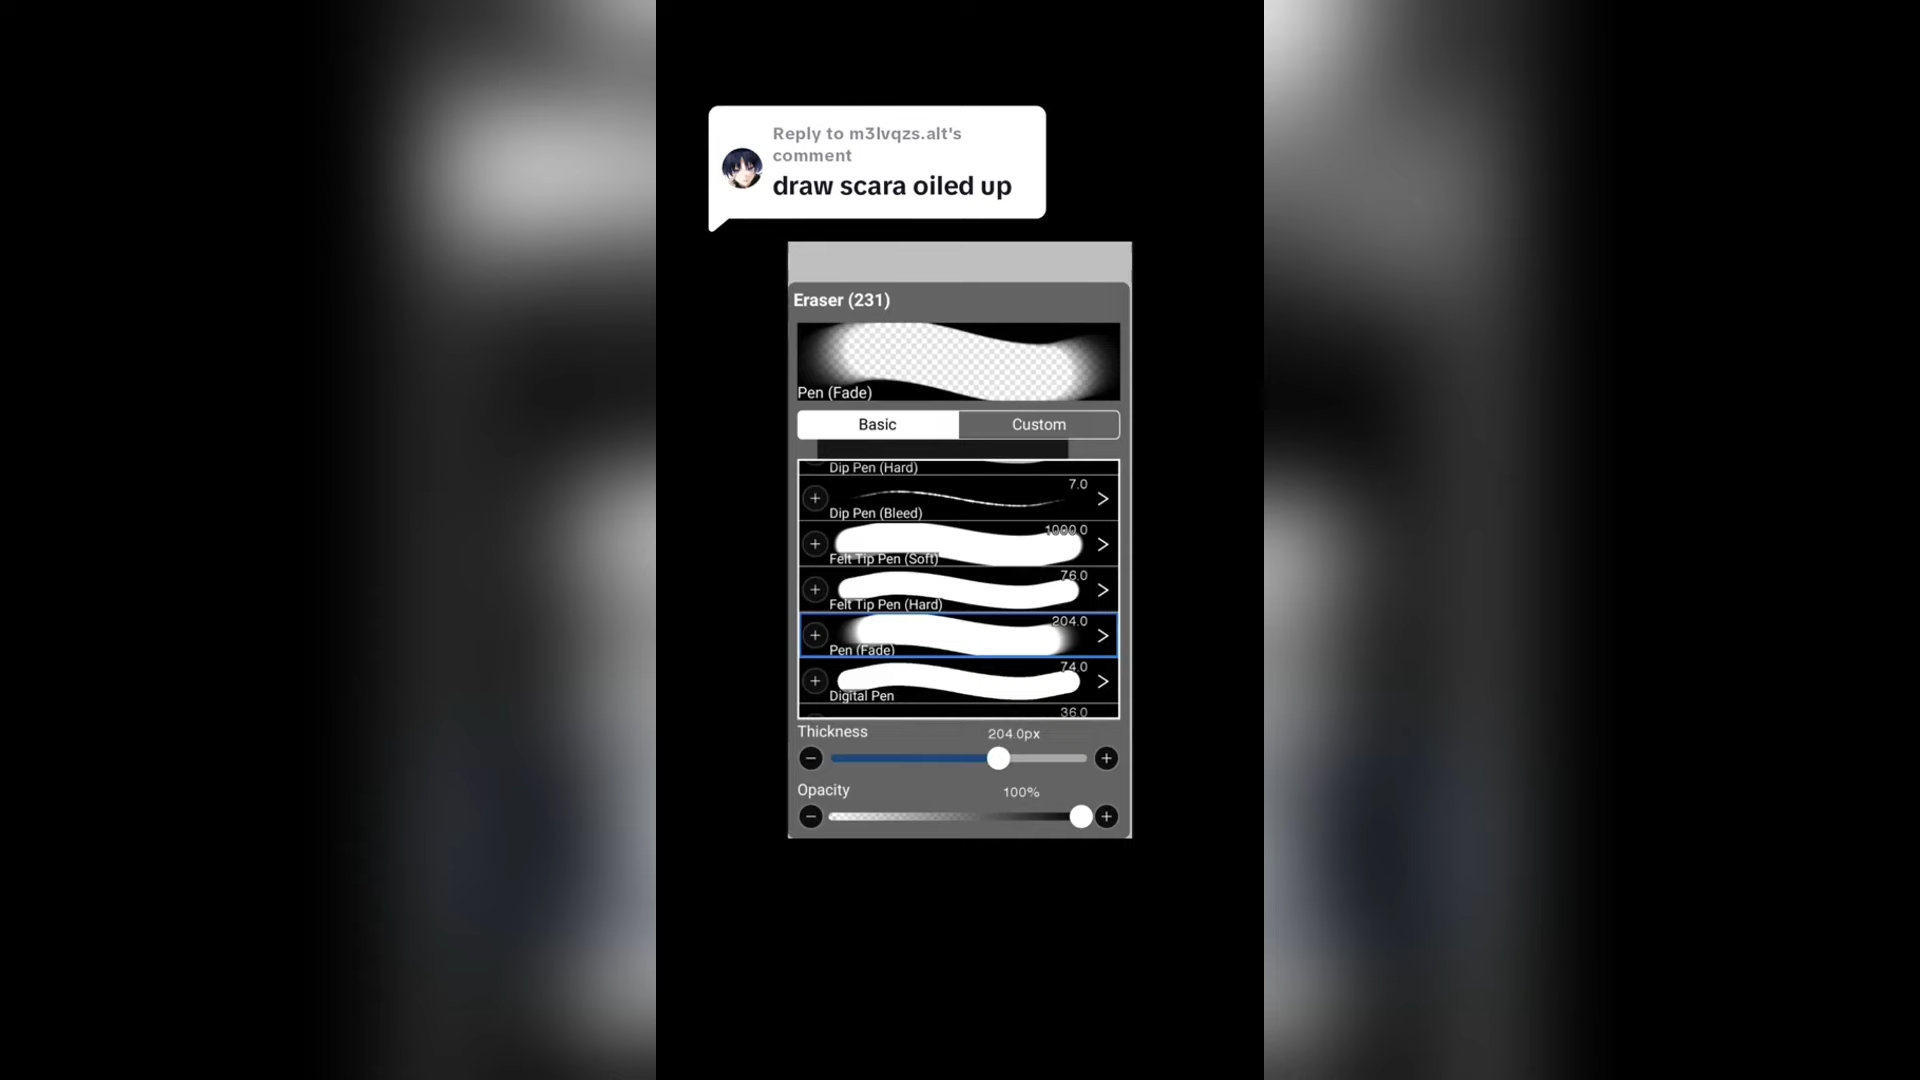 Reply to m3lvqzs.alt's
comment
draw scara oiled up
Eraser (231)
Pen (Fade)
Basic
Custom
Dip Pen (Hard)
7.0
Dip Pen (Bleed)
1000.0
Felt Tip Pen (Soft)
76.0
Felt Tip Pen (Hard)
204.0
Pen (Fade)
74.0
Digital Pen
36.0
Thickness
204.0px
Opacity
100%